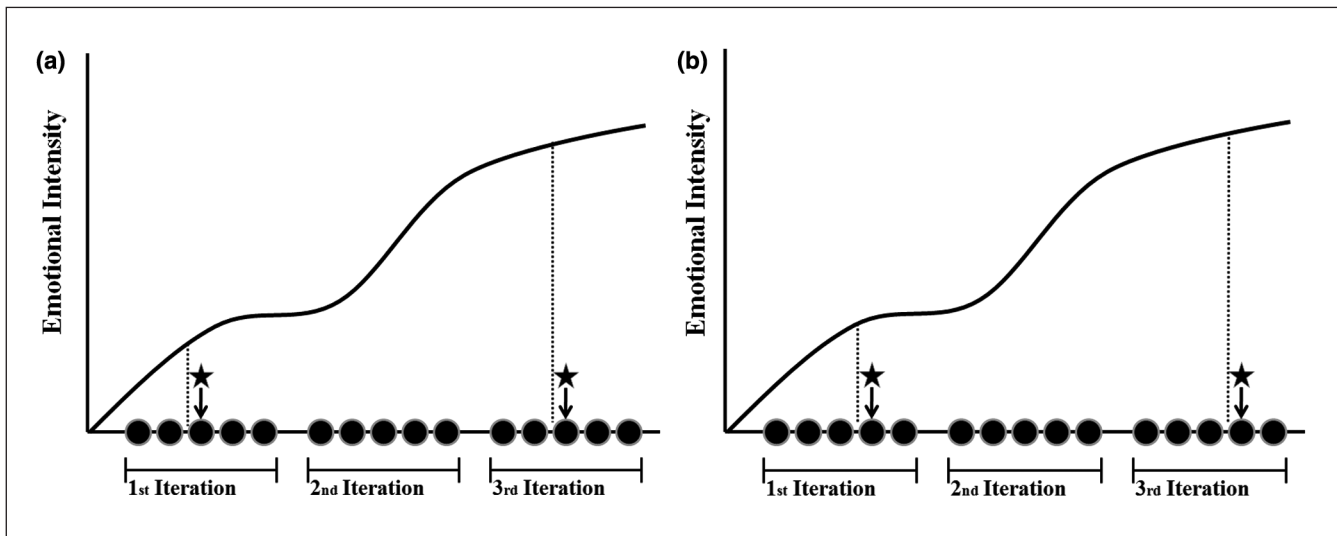 (a)
Emotional Intensity
1st Iteration
2nd Iteration
3rd Iteration
(b)
Emotional Intensity
1st Iteration
2nd Iteration
3rd Iteration